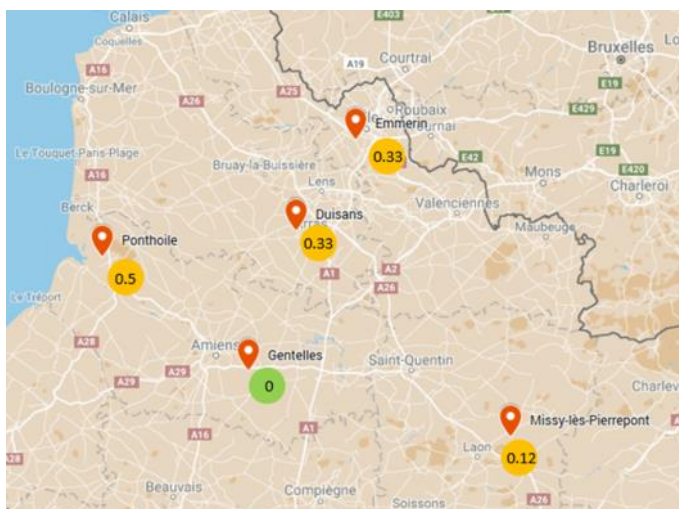 Calais
E403
Bruxelles
Lo
Coquelles
A19
Courtrai
A16
A25
E19
Boulogne-sur-Mer
A26
Roubaix
E429
Emmerin
Le Touquet-Paris-Plage
E42
E420
0.33
Bruay-la-Buissière
Mons
A16
Lens
Charleroi
Berck
Duisans
Valenciennes
Ponthoile
Maubeuge
0.33
A1
A2
0.5
A26
Le Tréport
A28
Amiens
Gentelles
Saint-Quentin
A29
A29
0
Charlev
Missy-lès-Pierrepont
A16
A1
Laon
0.12
A28
Beauvais
Compiègne
A26
Soissons